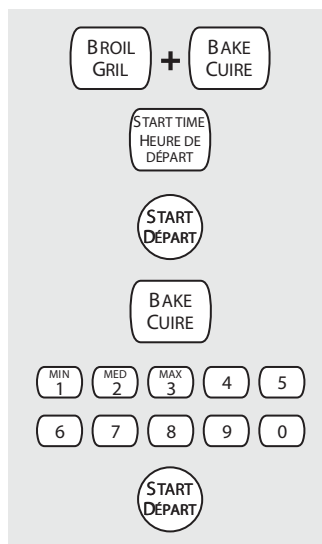 BROIL + BAKE
GRIL CUIRE
START TIME
HEURE DE
DÉPART
START
DÉPART
BAKE
CUIRE
MIN MED MAX
1 2 3 4 5
6 7 8 9 0
START
DÉPART